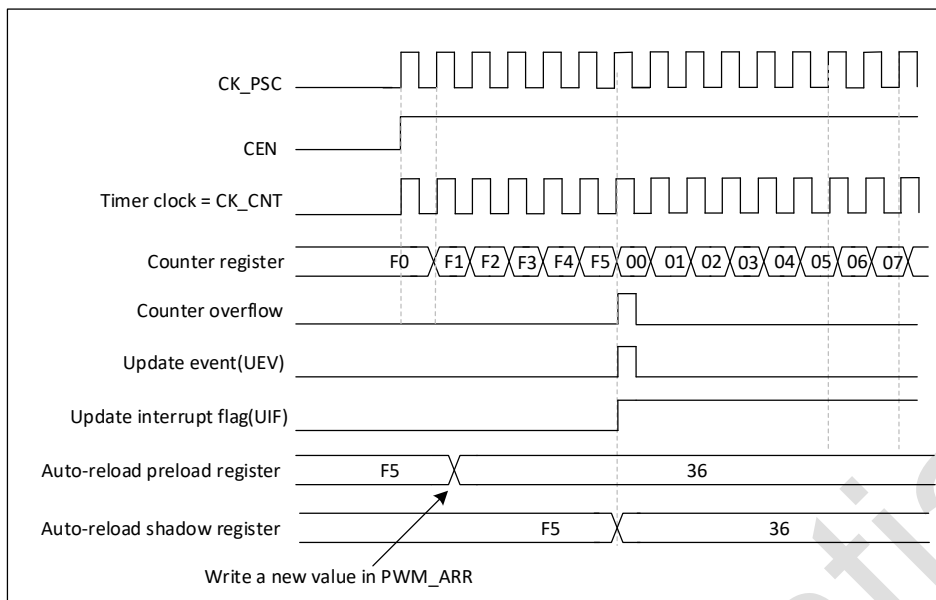 CK_PSC
CEN
Timer clock = CK_CNT
Counter register F0 F1 F2 F3 F4 F5 00 01 02 03 04 05 06 07
Counter overflow
Update event(UEV)
Update interrupt flag(UIF)
Auto-reload preload register F5 36
Auto-reload shadow register F5 36
Write a new value in PWM_ARR